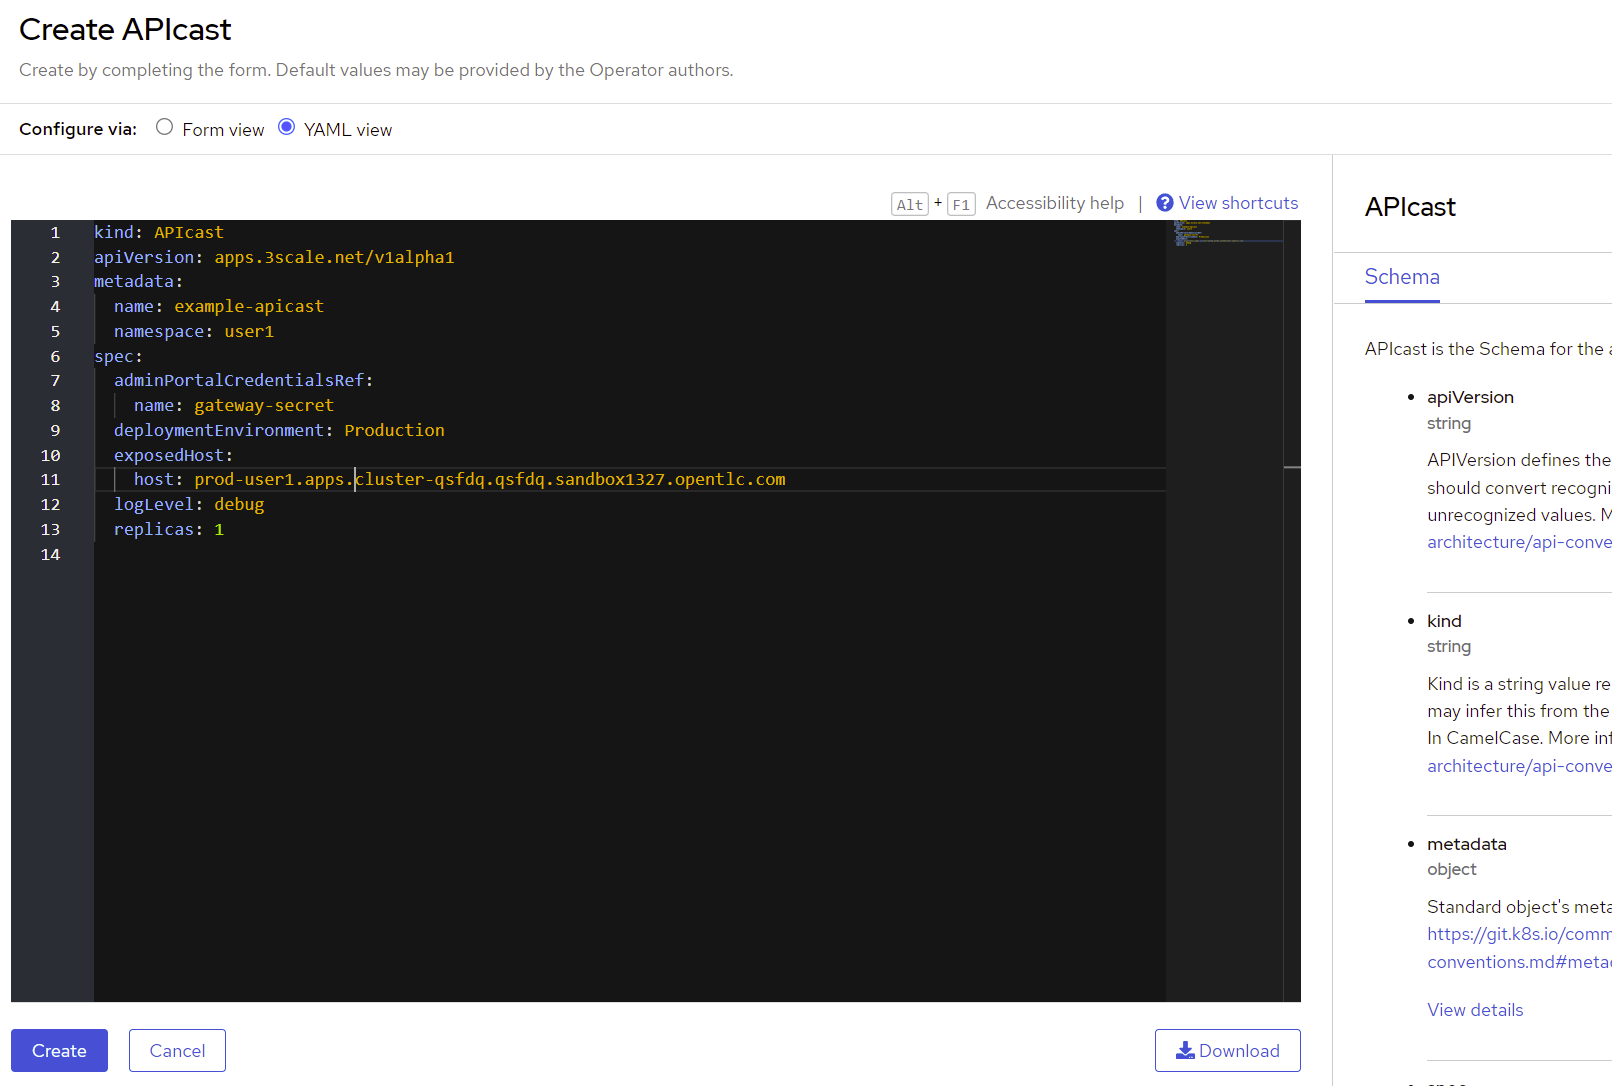 Create APIcast
Create by completing the form. Default values may be provided by the Operator authors.
Configure via: Form view YAML view
Alt + F1 Accessibility help | ? View shortcuts
1 kind: APIcast
2 apiVersion: apps.3scale.net/v1alpha1
3 metadata:
4 name: example-apicast
5 namespace: user1
6 spec:
7 adminPortalCredentialsRef:
8 name: gateway-secret
9 deploymentEnvironment: Production
10 exposedHost:
11 host: prod-user1.apps.cluster-qsfdq.qsfdq.sandbox1327.opentlc.com
12 logLevel: debug
13 replicas: 1
14
Create
Cancel
Download
APIcast
Schema
APIcast is the Schema for the
• apiVersion
string
APIVersion defines the
should convert recogni
unrecognized values. M
architecture/api-conve
• kind
string
Kind is a string value re
may infer this from the
In CamelCase. More inf
architecture/api-conve
• metadata
object
Standard object's meta
https://git.k8s.io/comm
conventions.md#metad
View details